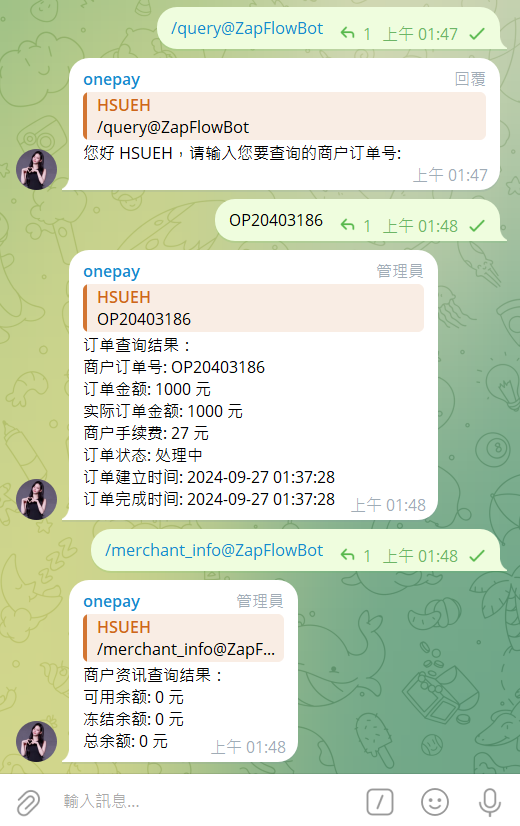 /query@ZapFlowBot 1 上午 01:47
onepay 回覆
HSUEH
/query@ZapFlowBot
您好 HSUEH，请输入您要查询的商户订单号:
上午 01:47
OP20403186 1 上午 01:48
onepay 管理員
HSUEH
OP20403186
订单查询结果：
商户订单号: OP20403186
订单金额: 1000 元
实际订单金额: 1000 元
商户手续费: 27 元
订单状态: 处理中
订单建立时间: 2024-09-27 01:37:28
订单完成时间: 2024-09-27 01:37:28 上午 01:48
/merchant_info@ZapFlowBot 1 上午 01:48
onepay 管理員
HSUEH
/merchant_info@ZapF...
商户资讯查询结果：
可用余额: 0 元
冻结余额: 0 元
总余额: 0 元 上午 01:48
輸入訊息...